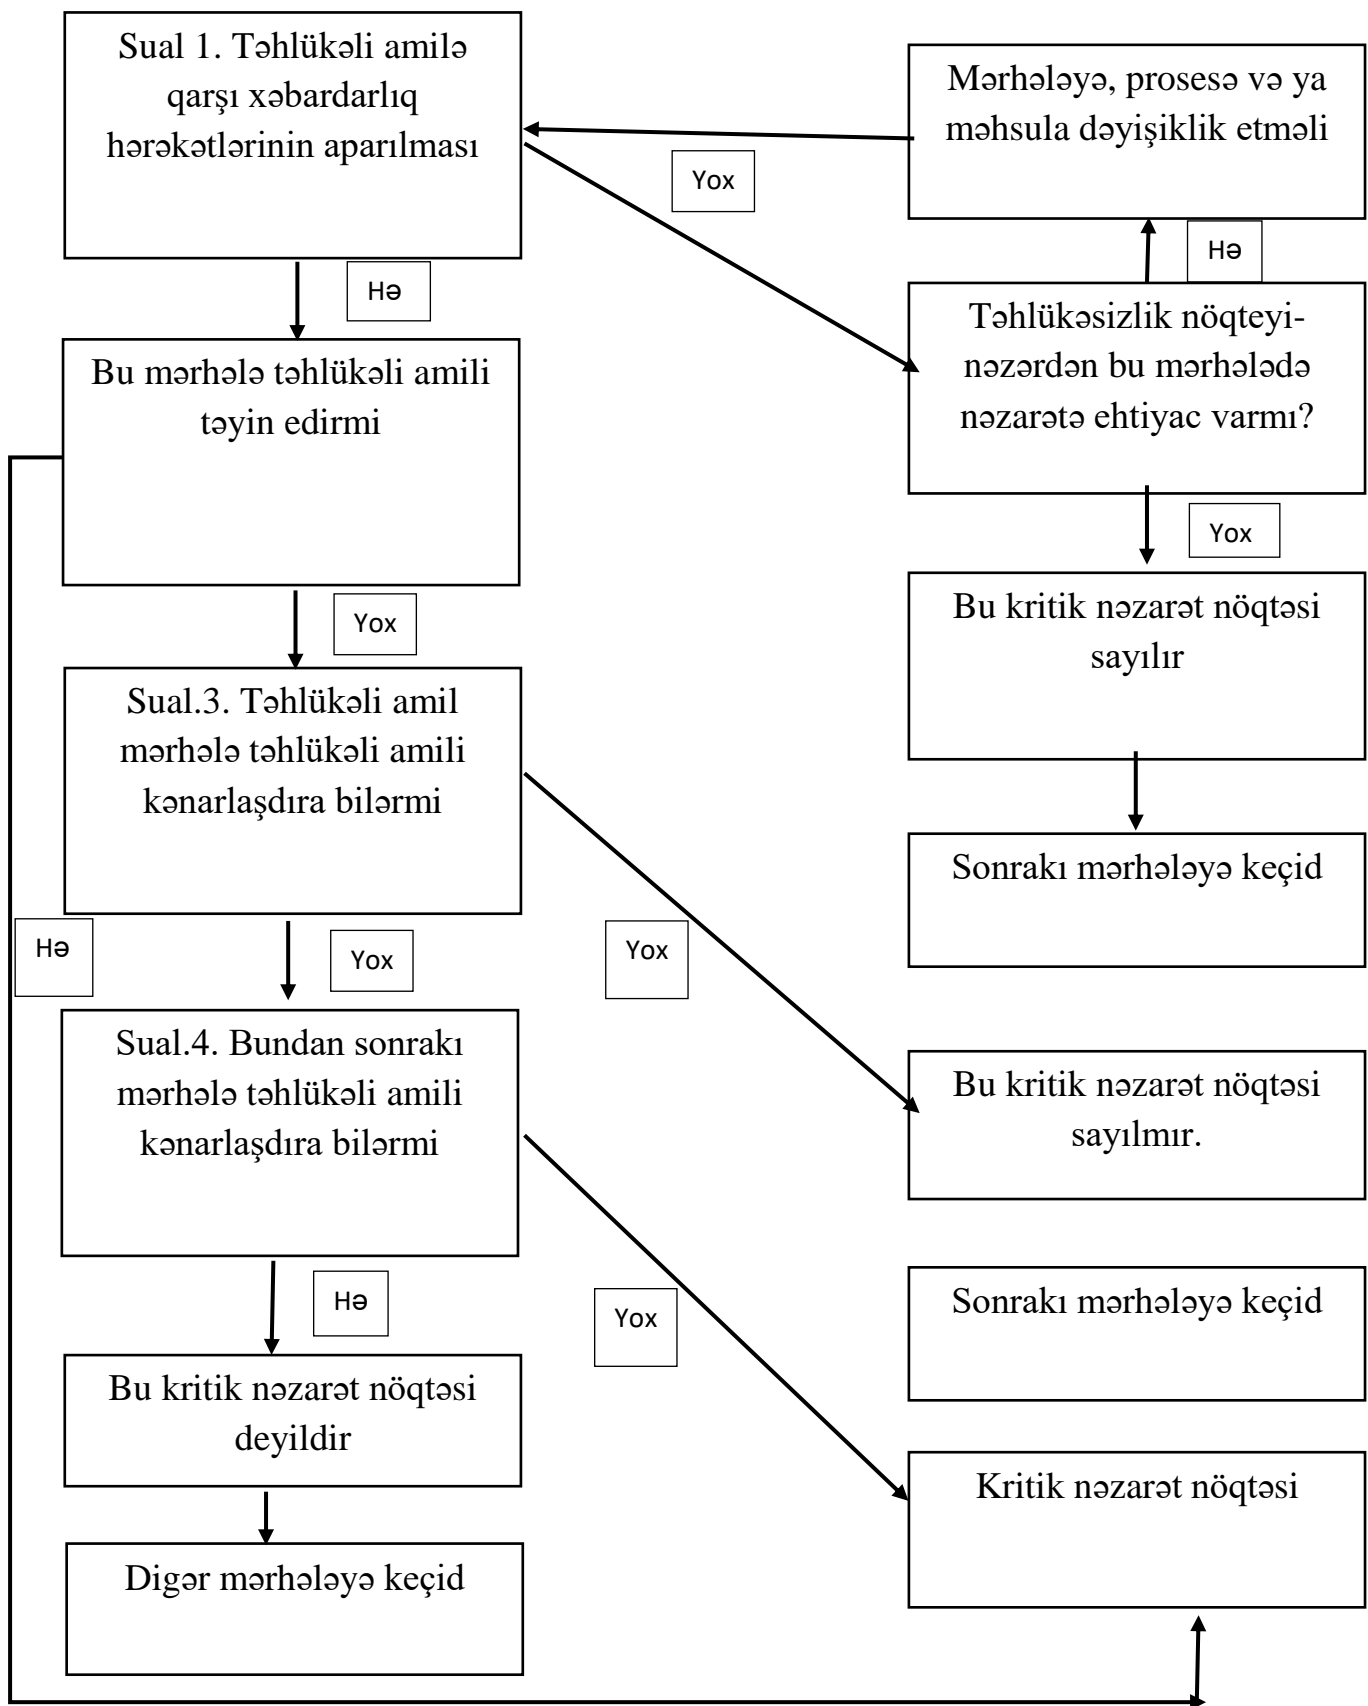 Sual 1. Təhlükəli amilə
qarşı xəbardarlıq
hərəkətlərinin aparılması
Mərhələyə, prosesə və ya
məhsula dəyişiklik etməli
Yox
Hə
Hə
Təhlükəsizlik nöqteyi-
nəzərdən bu mərhələdə
nəzarətə ehtiyac varmı?
Bu mərhələ təhlükəli amili
təyin edirmi
Yox
Yox
Bu kritik nəzarət nöqtəsi
sayılır
Sual.3. Təhlükəli amil
mərhələ təhlükəli amili
kənarlaşdıra bilərmi
Sonrakı mərhələyə keçid
Hə
Yox
Yox
Sual.4. Bundan sonrakı
mərhələ təhlükəli amili
kənarlaşdıra bilərmi
Bu kritik nəzarət nöqtəsi
sayılmır.
Hə
Yox
Sonrakı mərhələyə keçid
Bu kritik nəzarət nöqtəsi
deyildir
Kritik nəzarət nöqtəsi
Digər mərhələyə keçid